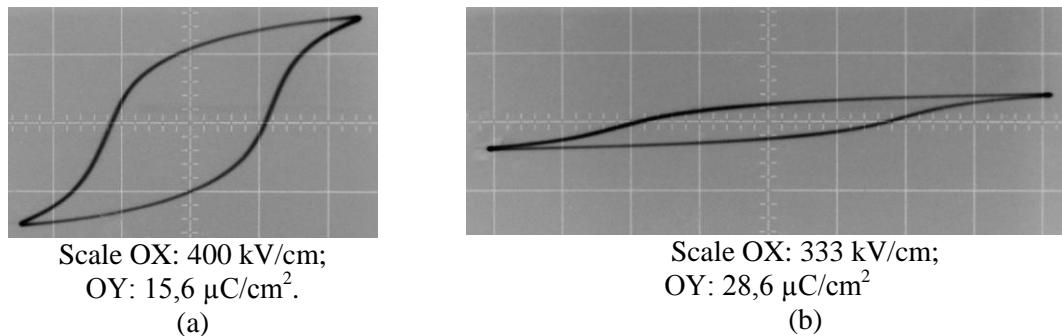 Scale OX: 400 kV/cm;
OY: 15,6 µC/cm².
(a)
Scale OX: 333 kV/cm;
OY: 28,6 µC/cm²
(b)